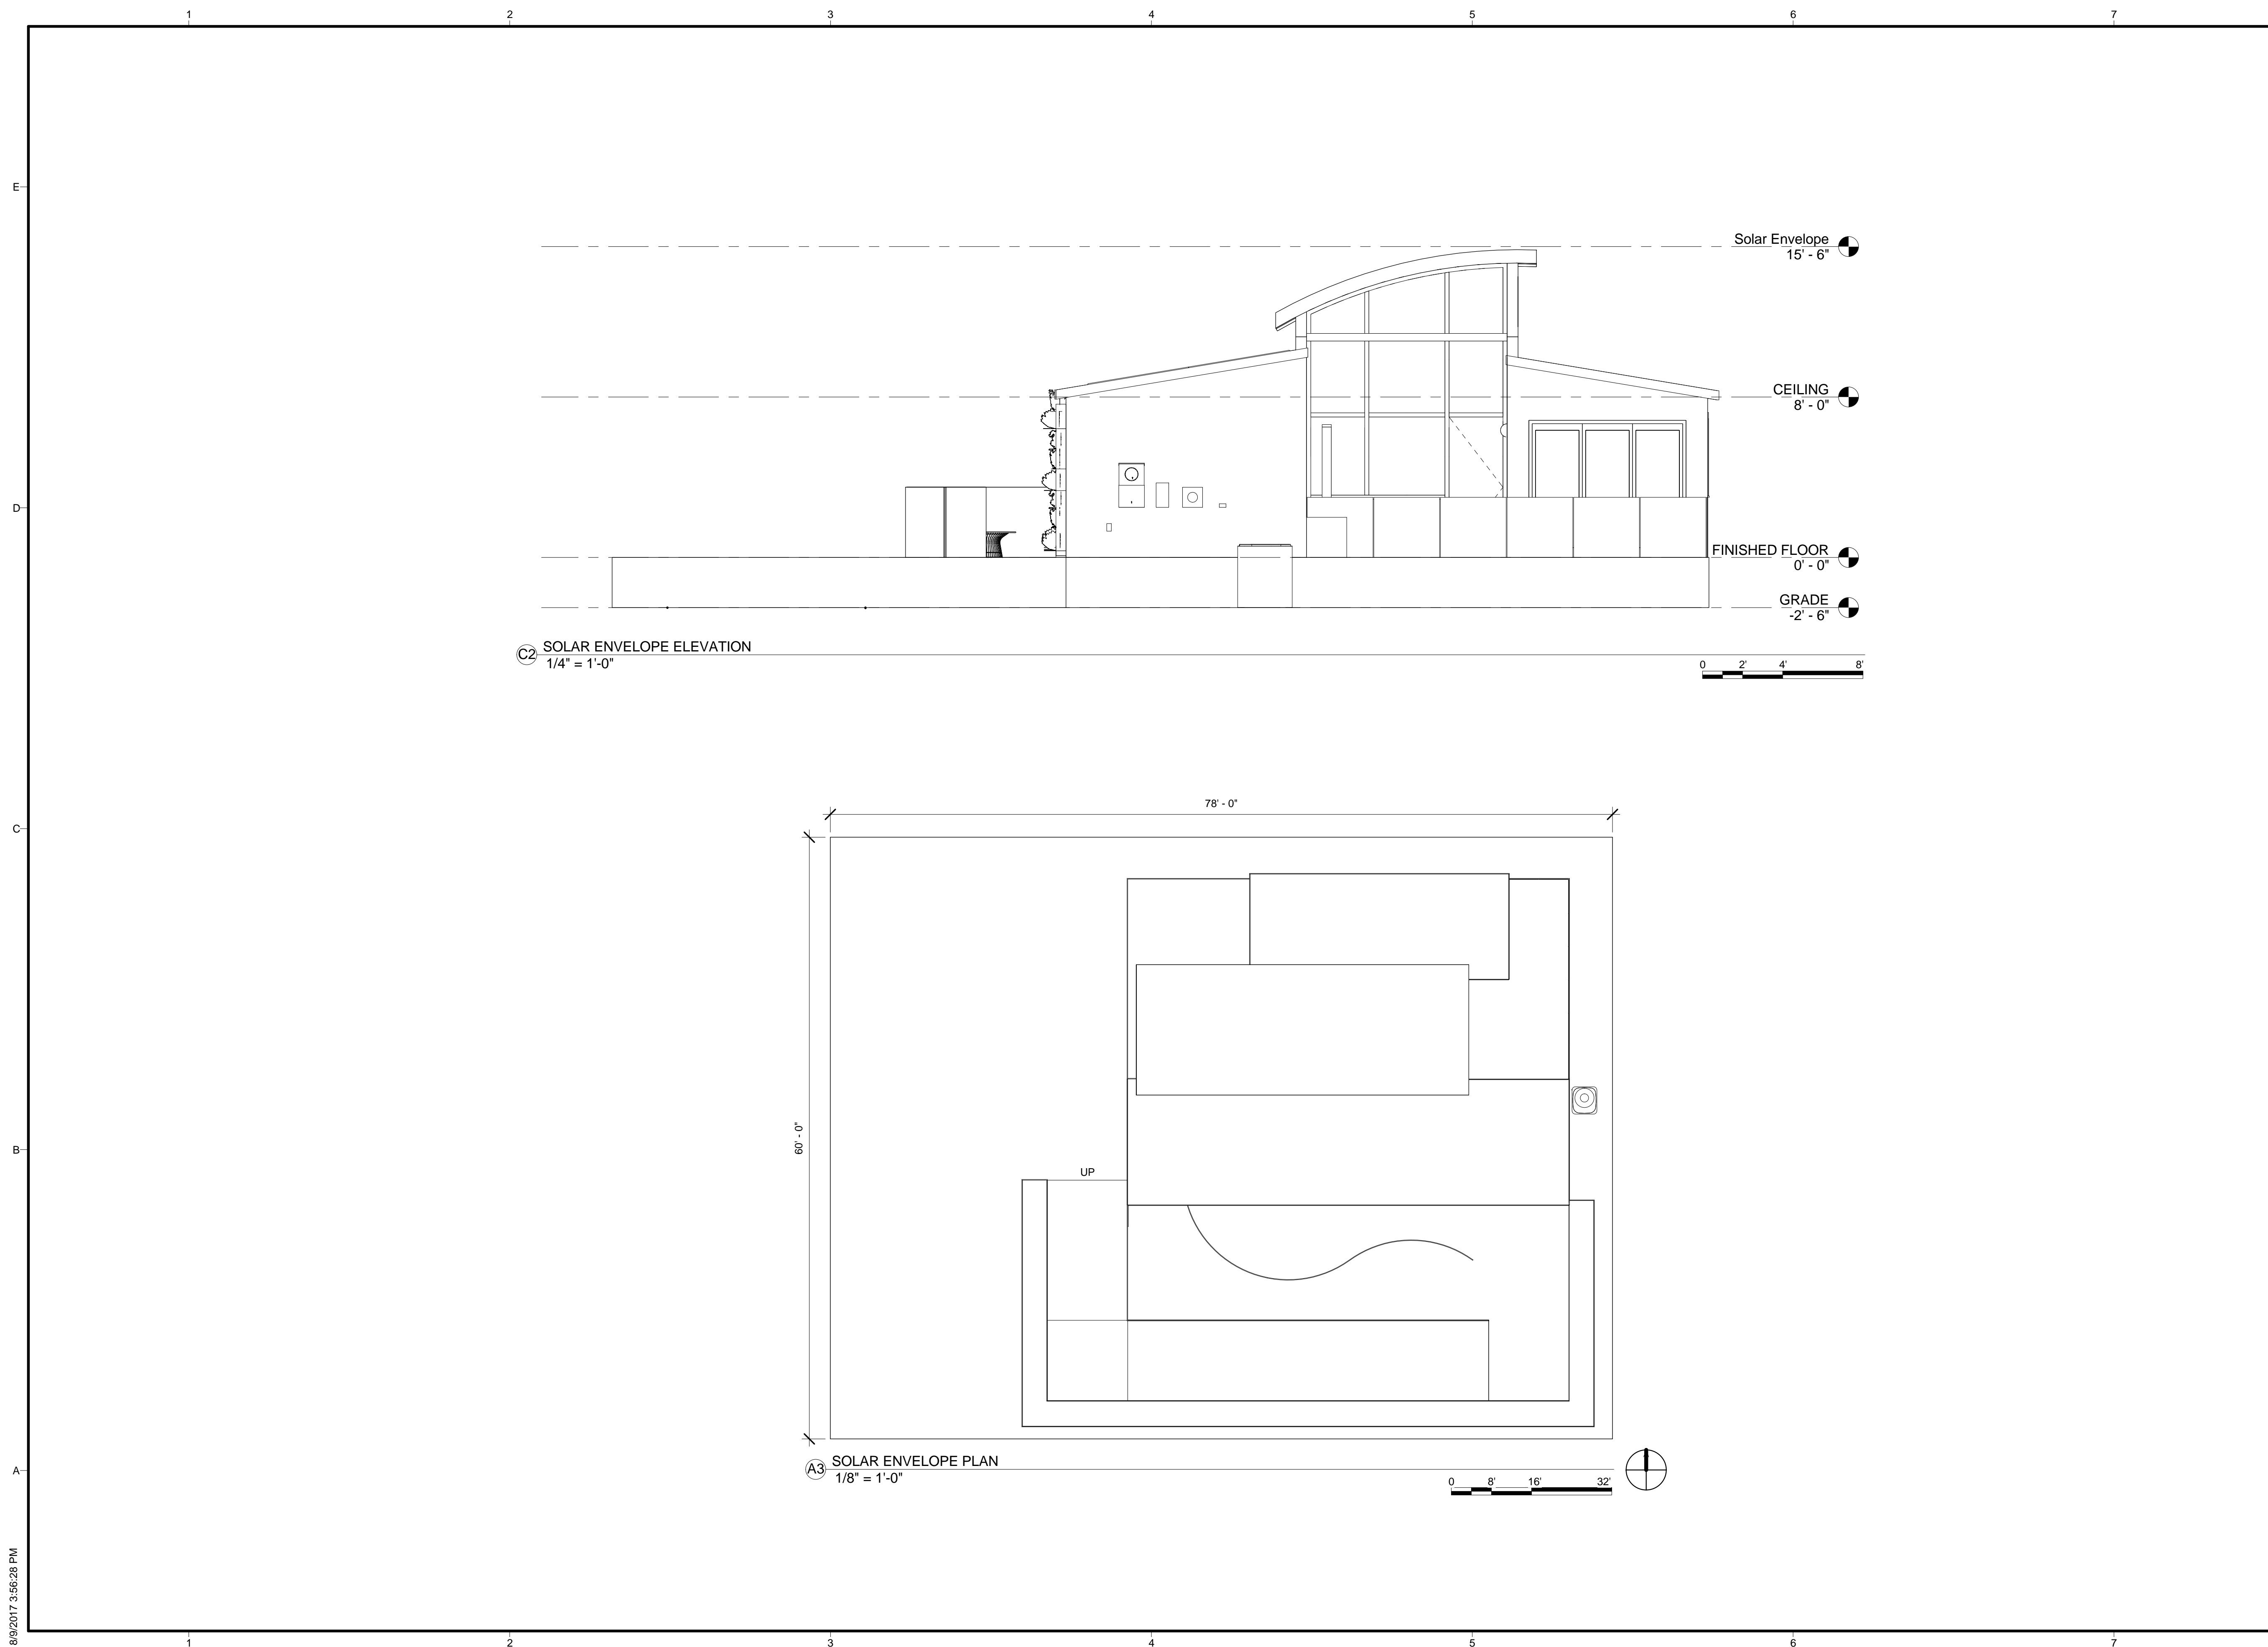 1 2 3 4 5 6 7
E
Solar Envelope
15' - 6"
CEILING
8' - 0"
D
FINISHED FLOOR
0' - 0"
GRADE
-2' - 6"
C2 SOLAR ENVELOPE ELEVATION
1/4" = 1'-0"
0 2' 4' 8'
78' - 0"
C
60' - 0"
B
UP
A3 SOLAR ENVELOPE PLAN
1/8" = 1'-0"
A
0 8' 16' 32'
8/9/2017 3:56:28 PM
1 2 3 4 5 6 7